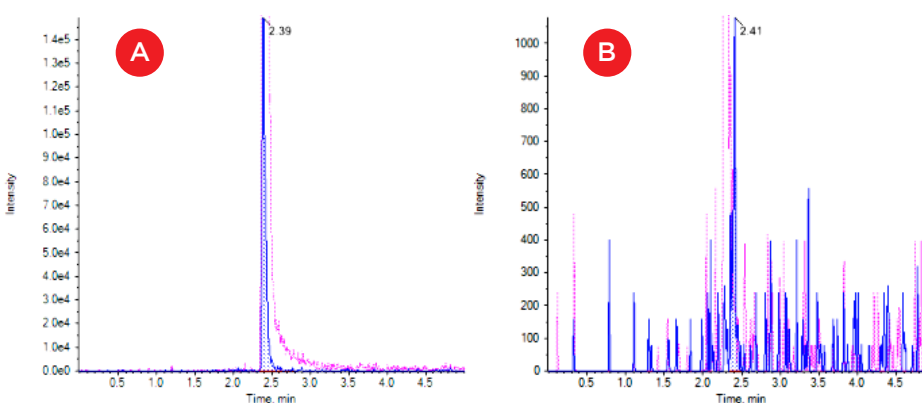 A
2.39
1.4e5
1.3e5
1.2e5
1.1e5
1.0e5
9.0e4
8.0e4
7.0e4
6.0e4
5.0e4
4.0e4
3.0e4
2.0e4
1.0e4
0.0e0
Intensity
0.5 1.0 1.5 2.0 2.5 3.0 3.5 4.0 4.5
Time, min
B
2.41
1000
900
800
700
600
500
400
300
200
100
0
Intensity
0.5 1.0 1.5 2.0 2.5 3.0 3.5 4.0 4.5
Time, min